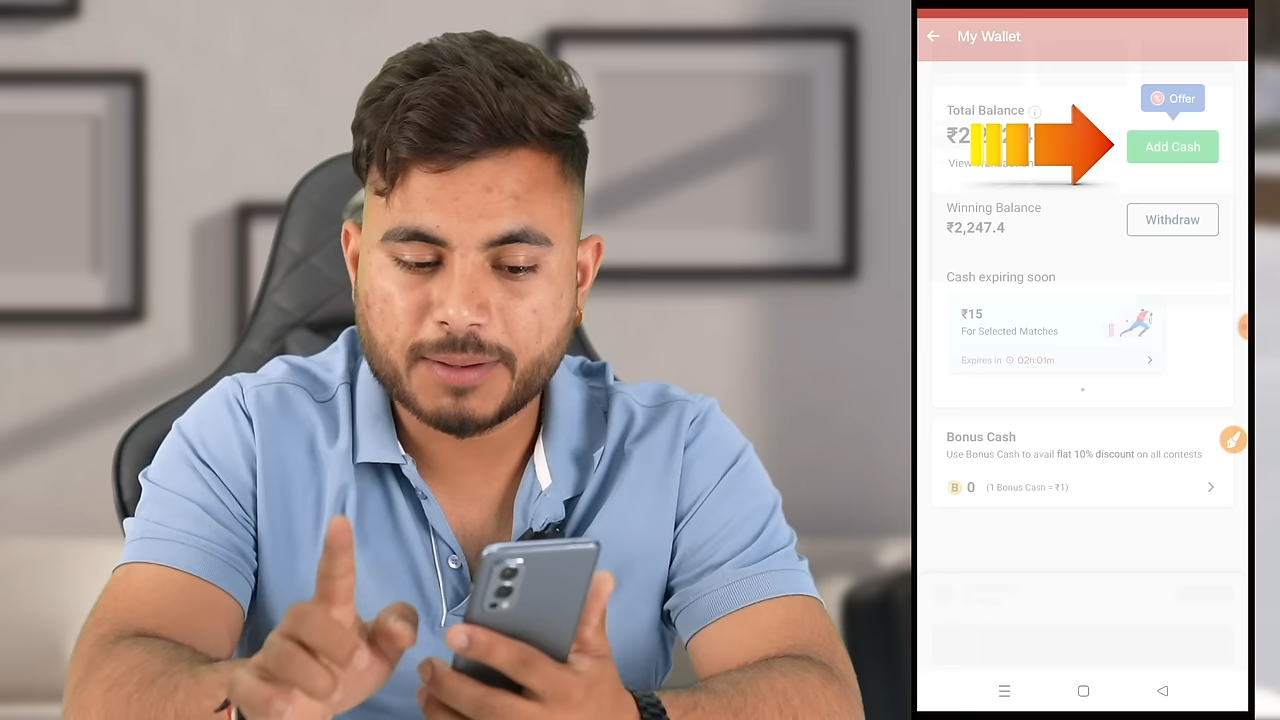 My Wallet
Offer
Total Balance
Add Cash
Winning Balance
₹2,247.4
Withdraw
Cash expiring soon
₹15
For Selected Matches
Expires in 02h:01m
Bonus Cash
Use Bonus Cash to avail flat 10% discount on all contests
B 0 (1 Bonus Cash = ₹1)